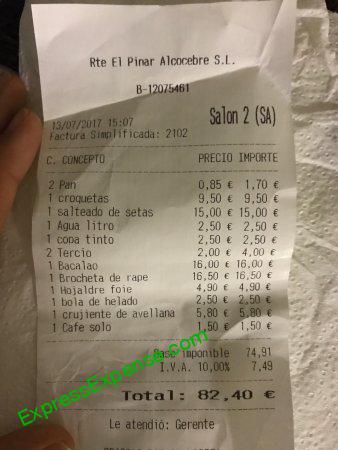 Rte El Pinar Alcocebre S.L.
B-12075461
13/07/2017 15:07 Salon 2 (SA)
Factura Simplificada: 2102
C. CONCEPTO PRECIO IMPORTE
2 Pan 0,85 € 1,70 €
1 croquetas 9,50 € 9,50 €
1 salteado de setas 15,00 € 15,00 €
1 Agua litro 2,50 € 2,50 €
1 copa tinto 2,50 € 2,50 €
2 Tercio 2,00 € 4,00 €
1 Bacalao 16,00 € 16,00 €
1 Brocheta de rape 16,50 € 16,50 €
1 Hojaldre foie 4,90 € 4,90 €
1 bola de helado 2,50 € 2,50 €
1 crujiente de avellana 5,80 € 5,80 €
1 Cafe solo 1,50 € 1,50 €
Base imponible 74,91
I.V.A. 10,00% 7,49
Total: 82,40 €
Le atendió: Gerente
ExpressExpense.com